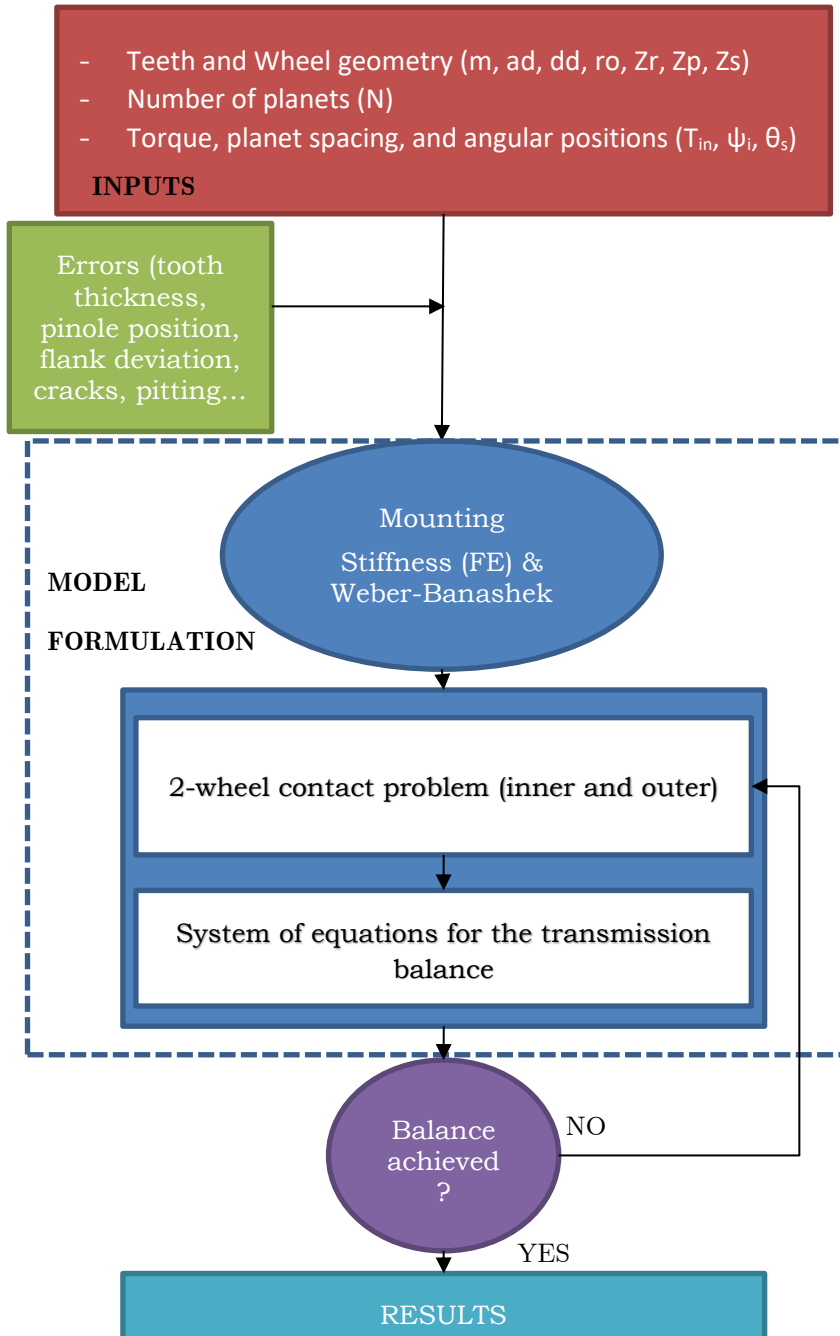 - Teeth and Wheel geometry (m, ad, dd, ro, Zr, Zp, Zs)
- Number of planets (N)
- Torque, planet spacing, and angular positions (Tin, ψi, θs)
INPUTS
Errors (tooth
thickness,
pinole position,
flank deviation,
cracks, pitting...
Mounting
Stiffness (FE) &
Weber-Banashek
MODEL
FORMULATION
2-wheel contact problem (inner and outer)
System of equations for the transmission
balance
Balance
achieved
?
NO
YES
RESULTS